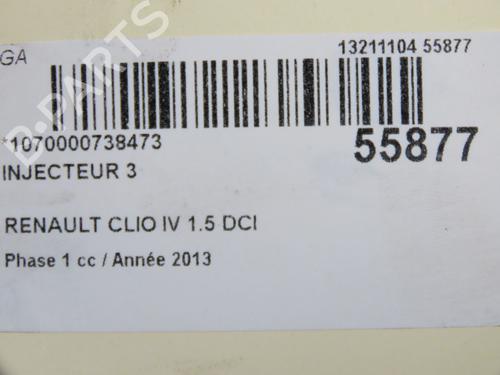 GA
13211104 55877
*1070000738473
55877
INJECTEUR 3
RENAULT CLIO IV 1.5 DCI
Phase 1 cc / Année 2013
B-PARTS